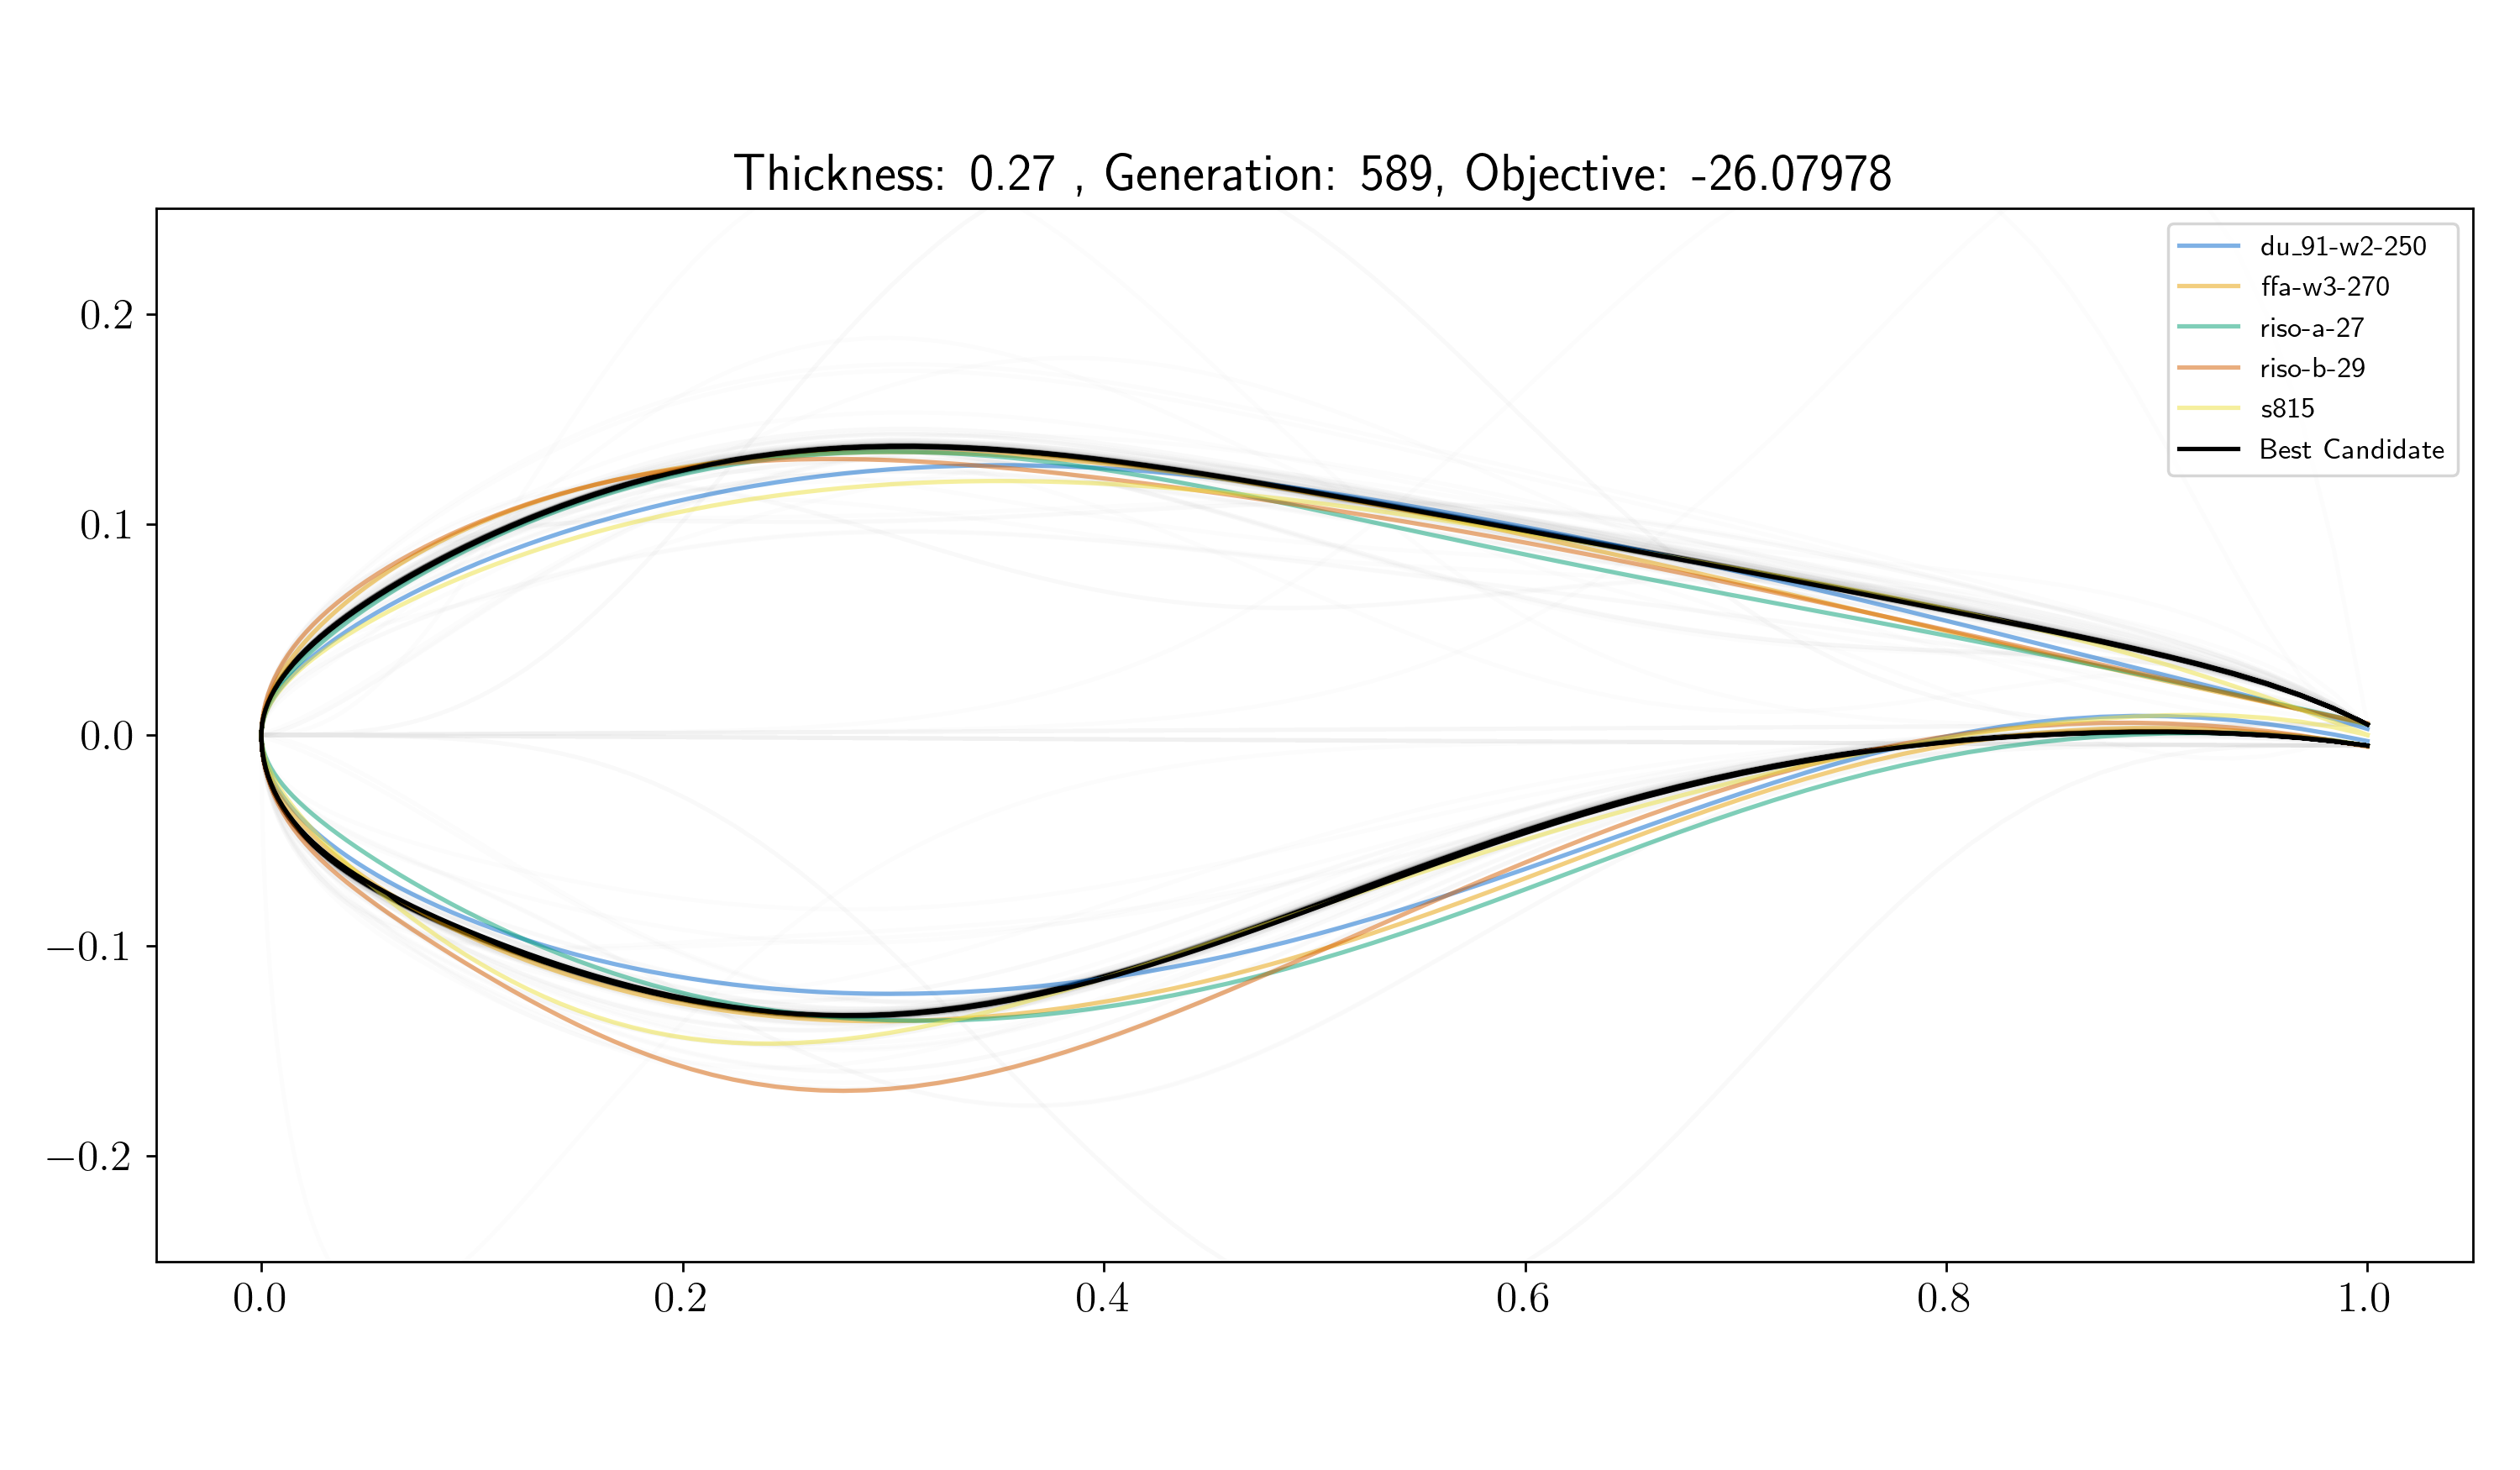 Thickness: 0.27 , Generation: 589, Objective: -26.07978
du_91-w2-250
ffa-w3-270
riso-a-27
riso-b-29
s815
Best Candidate
0.2
0.1
0.0
−0.1
−0.2
0.0 0.2 0.4 0.6 0.8 1.0